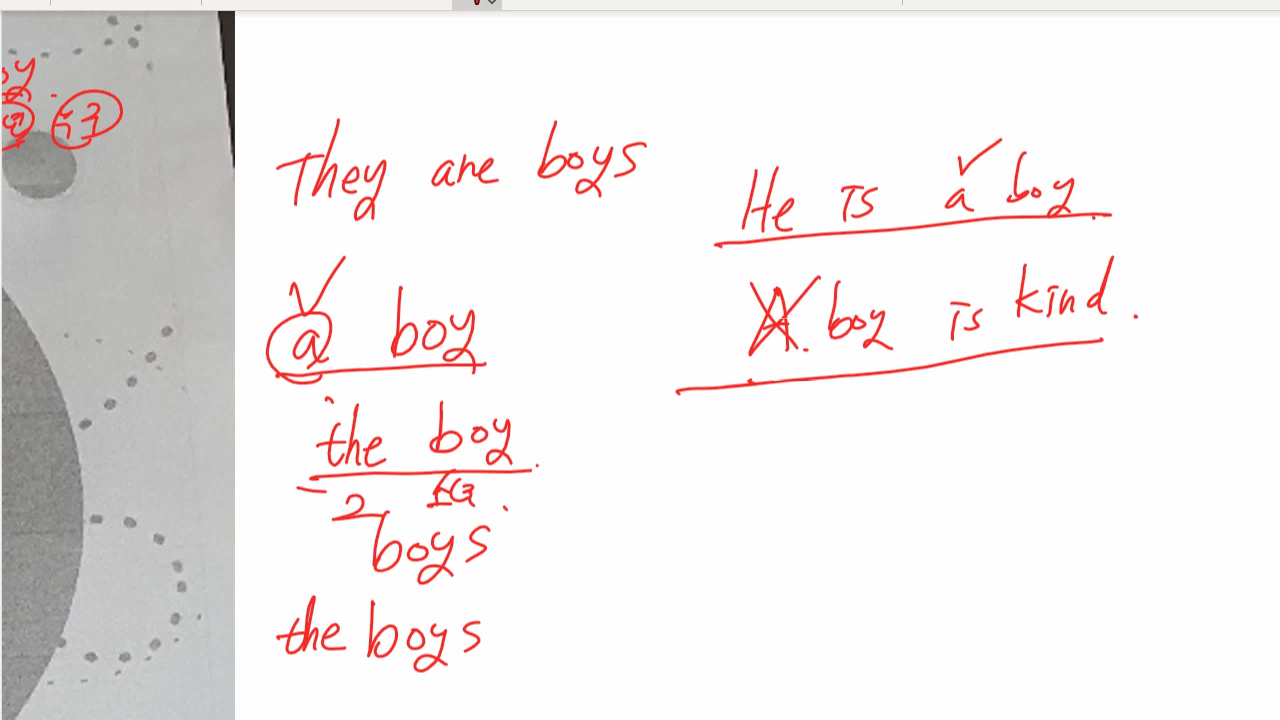 They are boys
a boy
the boy.
boys
the boys
He is a boy.
A boy is kind.